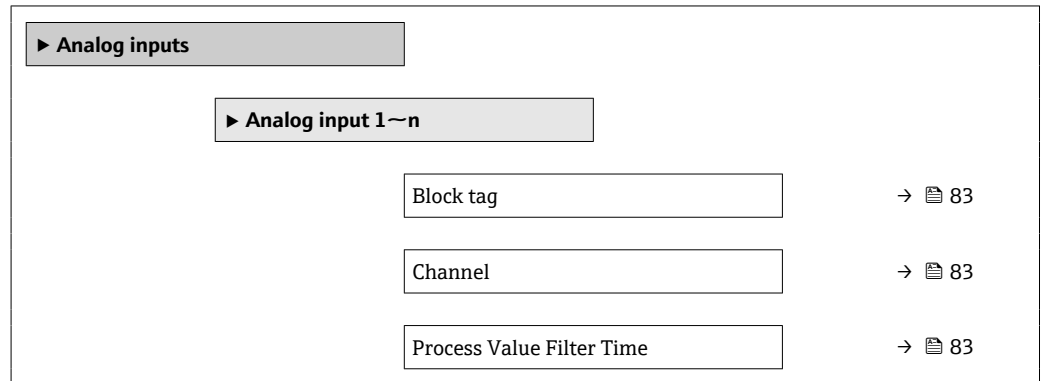 ▶ Analog inputs
▶ Analog input 1~n
Block tag → 83
Channel → 83
Process Value Filter Time → 83